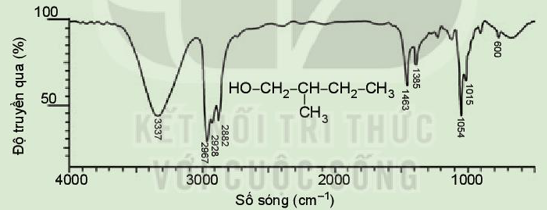 Độ truyền qua (%)
100
50
3337
2967
2928
2882
HO–CH₂–CH–CH₂–CH₃
CH₃
1463
1385
1054
1015
600
4000 3000 2000 1000
Số sóng (cm⁻¹)
KẾT NỐI TRI THỨC
VỚI CUỘC SỐNG